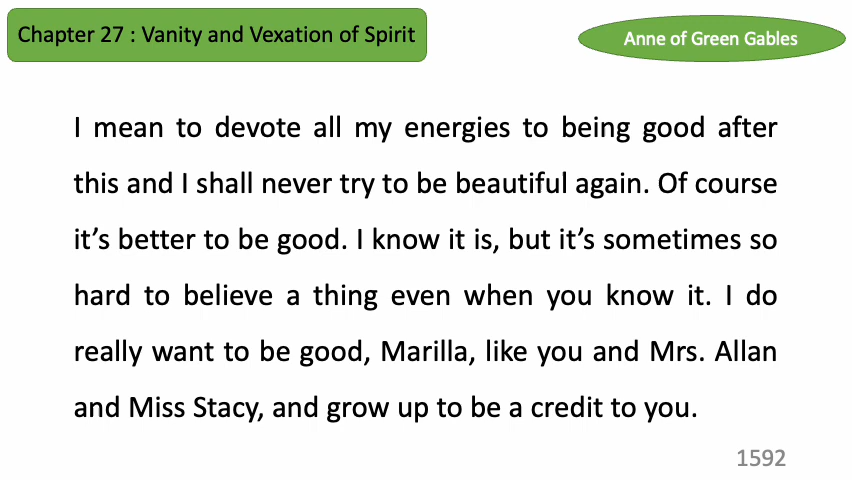 Chapter 27 : Vanity and Vexation of Spirit
Anne of Green Gables
I mean to devote all my energies to being good after
this and I shall never try to be beautiful again. Of course
it’s better to be good. I know it is, but it’s sometimes so
hard to believe a thing even when you know it. I do
really want to be good, Marilla, like you and Mrs. Allan
and Miss Stacy, and grow up to be a credit to you.
1592